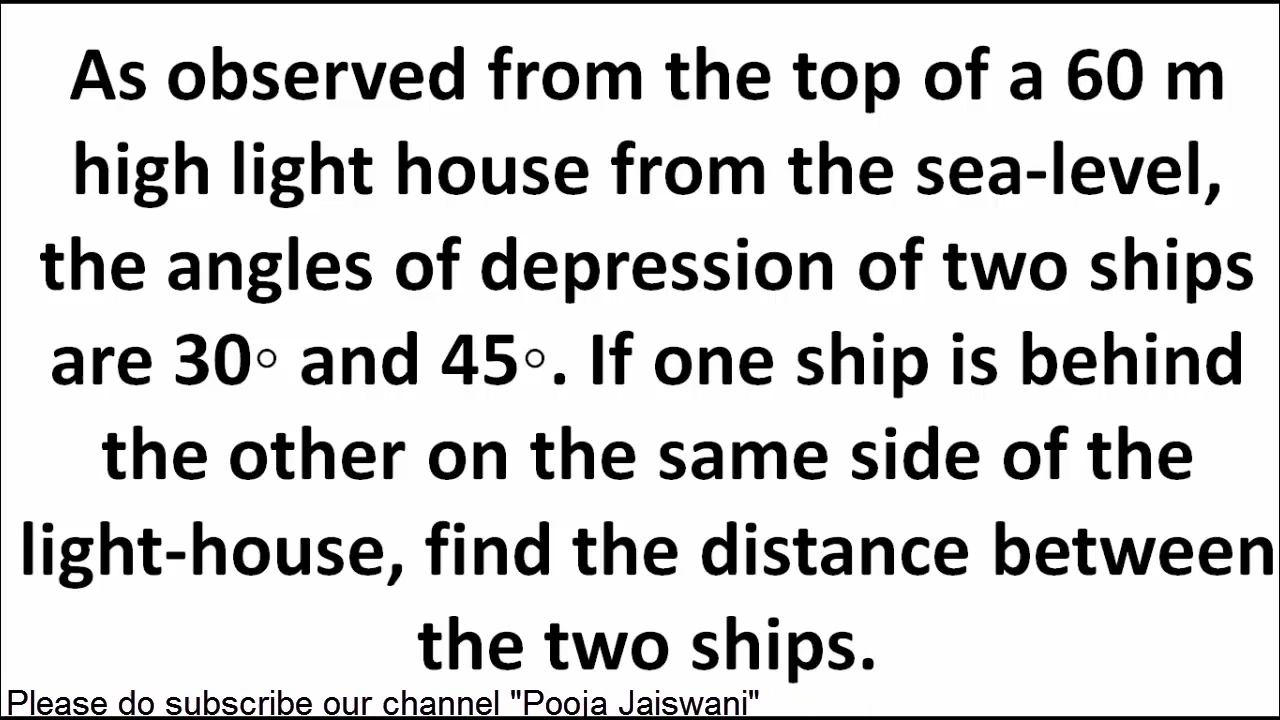 As observed from the top of a 60 m
high light house from the sea-level,
the angles of depression of two ships
are 30◦ and 45◦. If one ship is behind
the other on the same side of the
light-house, find the distance between
the two ships.
Please do subscribe our channel "Pooja Jaiswani"